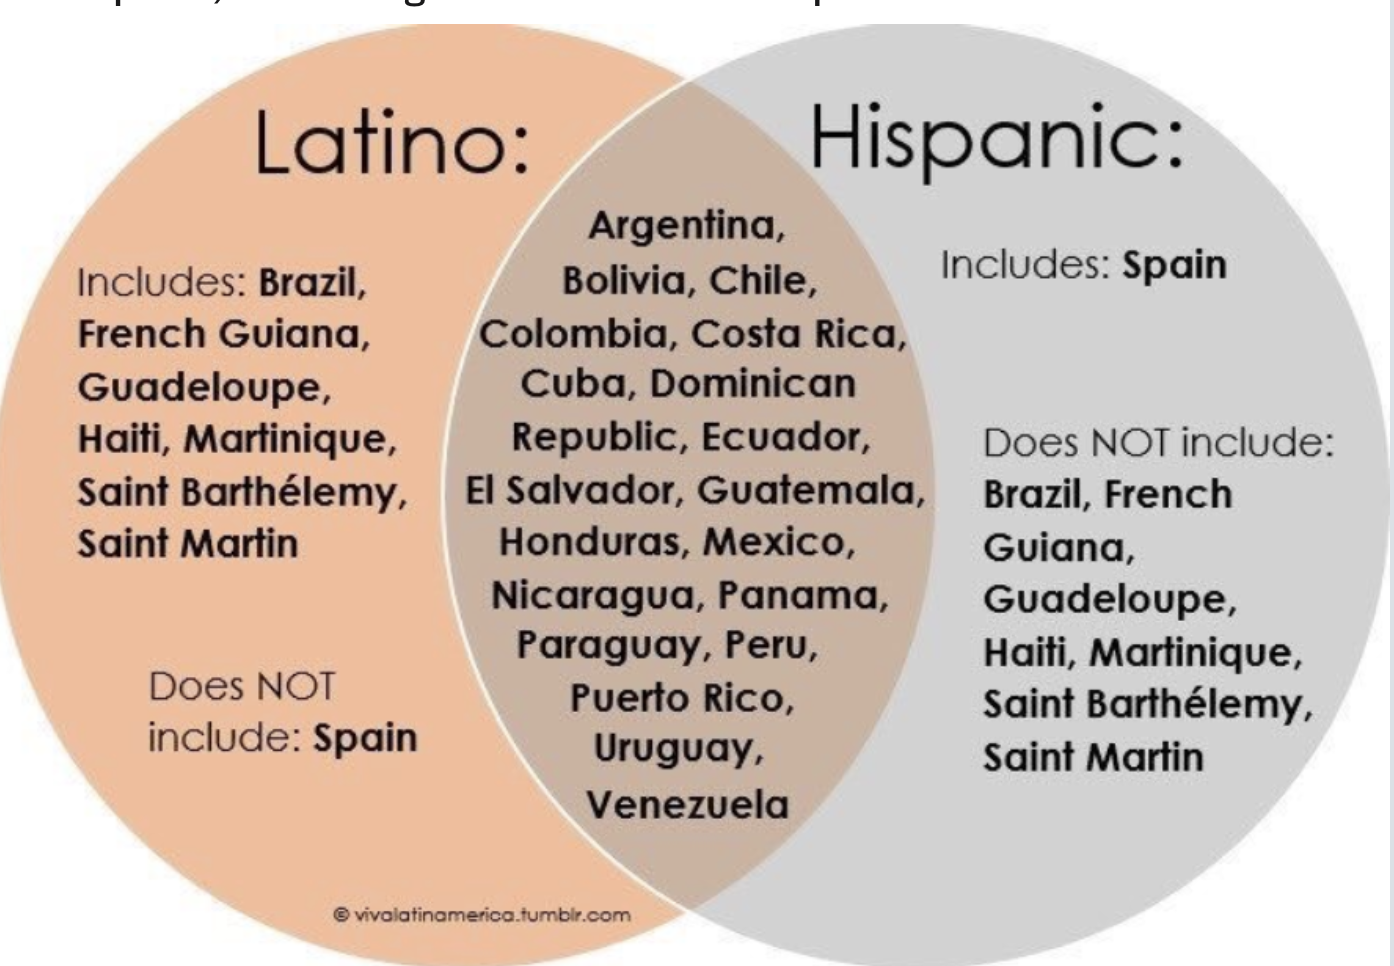 Latino:
Includes: Brazil,
French Guiana,
Guadeloupe,
Haiti, Martinique,
Saint Barthélemy,
Saint Martin
Does NOT
include: Spain
Argentina,
Bolivia, Chile,
Colombia, Costa Rica,
Cuba, Dominican
Republic, Ecuador,
El Salvador, Guatemala,
Honduras, Mexico,
Nicaragua, Panama,
Paraguay, Peru,
Puerto Rico,
Uruguay,
Venezuela
Hispanic:
Includes: Spain
Does NOT include:
Brazil, French
Guiana,
Guadeloupe,
Haiti, Martinique,
Saint Barthélemy,
Saint Martin
© vivalatinamerica.tumblr.com